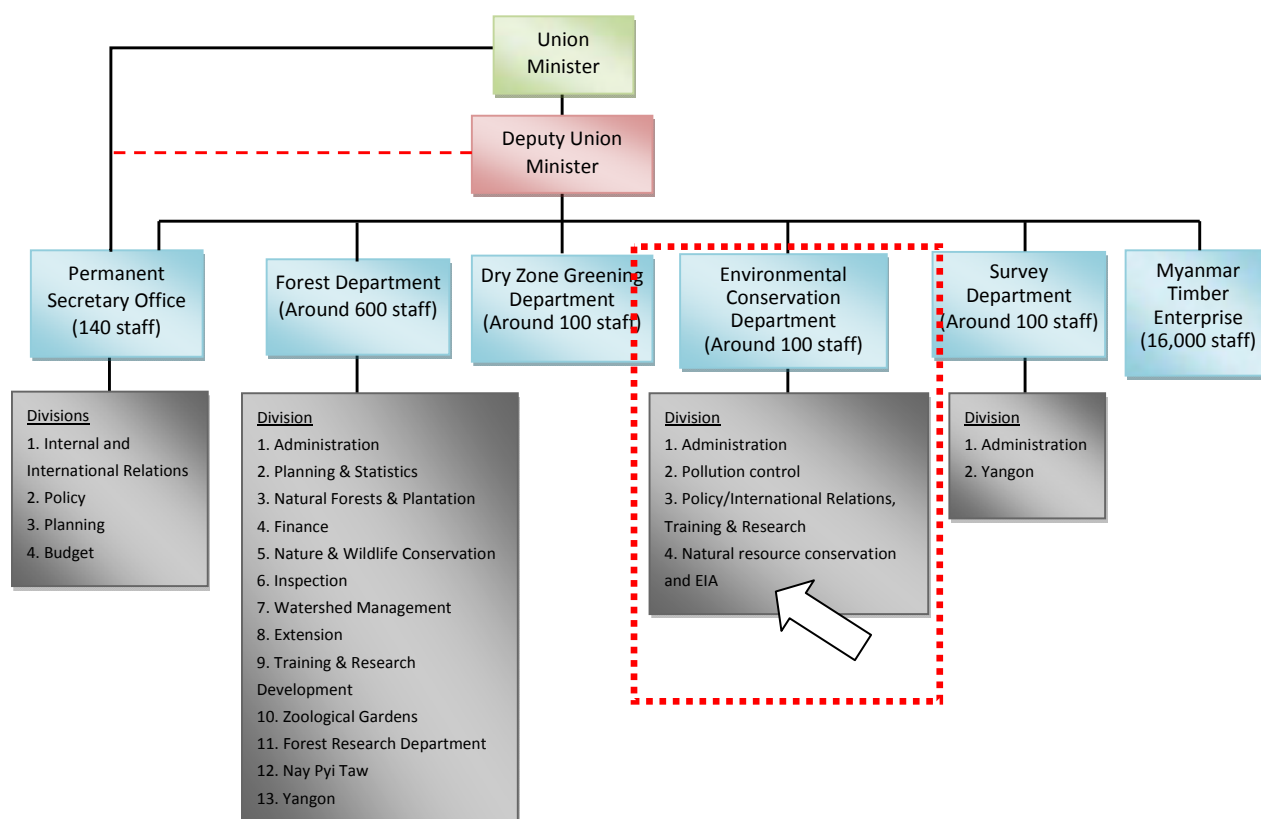 Union
Minister
Deputy Union
Minister
Permanent
Secretary Office
(140 staff)
Forest Department
(Around 600 staff)
Dry Zone Greening
Department
(Around 100 staff)
Environmental
Conservation
Department
(Around 100 staff)
Survey
Department
(Around 100 staff)
Myanmar
Timber
Enterprise
(16,000 staff)
Divisions
1. Internal and
International Relations
2. Policy
3. Planning
4. Budget
Division
1. Administration
2. Planning & Statistics
3. Natural Forests & Plantation
4. Finance
5. Nature & Wildlife Conservation
6. Inspection
7. Watershed Management
8. Extension
9. Training & Research
Development
10. Zoological Gardens
11. Forest Research Department
12. Nay Pyi Taw
13. Yangon
Division
1. Administration
2. Pollution control
3. Policy/International Relations,
Training & Research
4. Natural resource conservation
and EIA
Division
1. Administration
2. Yangon